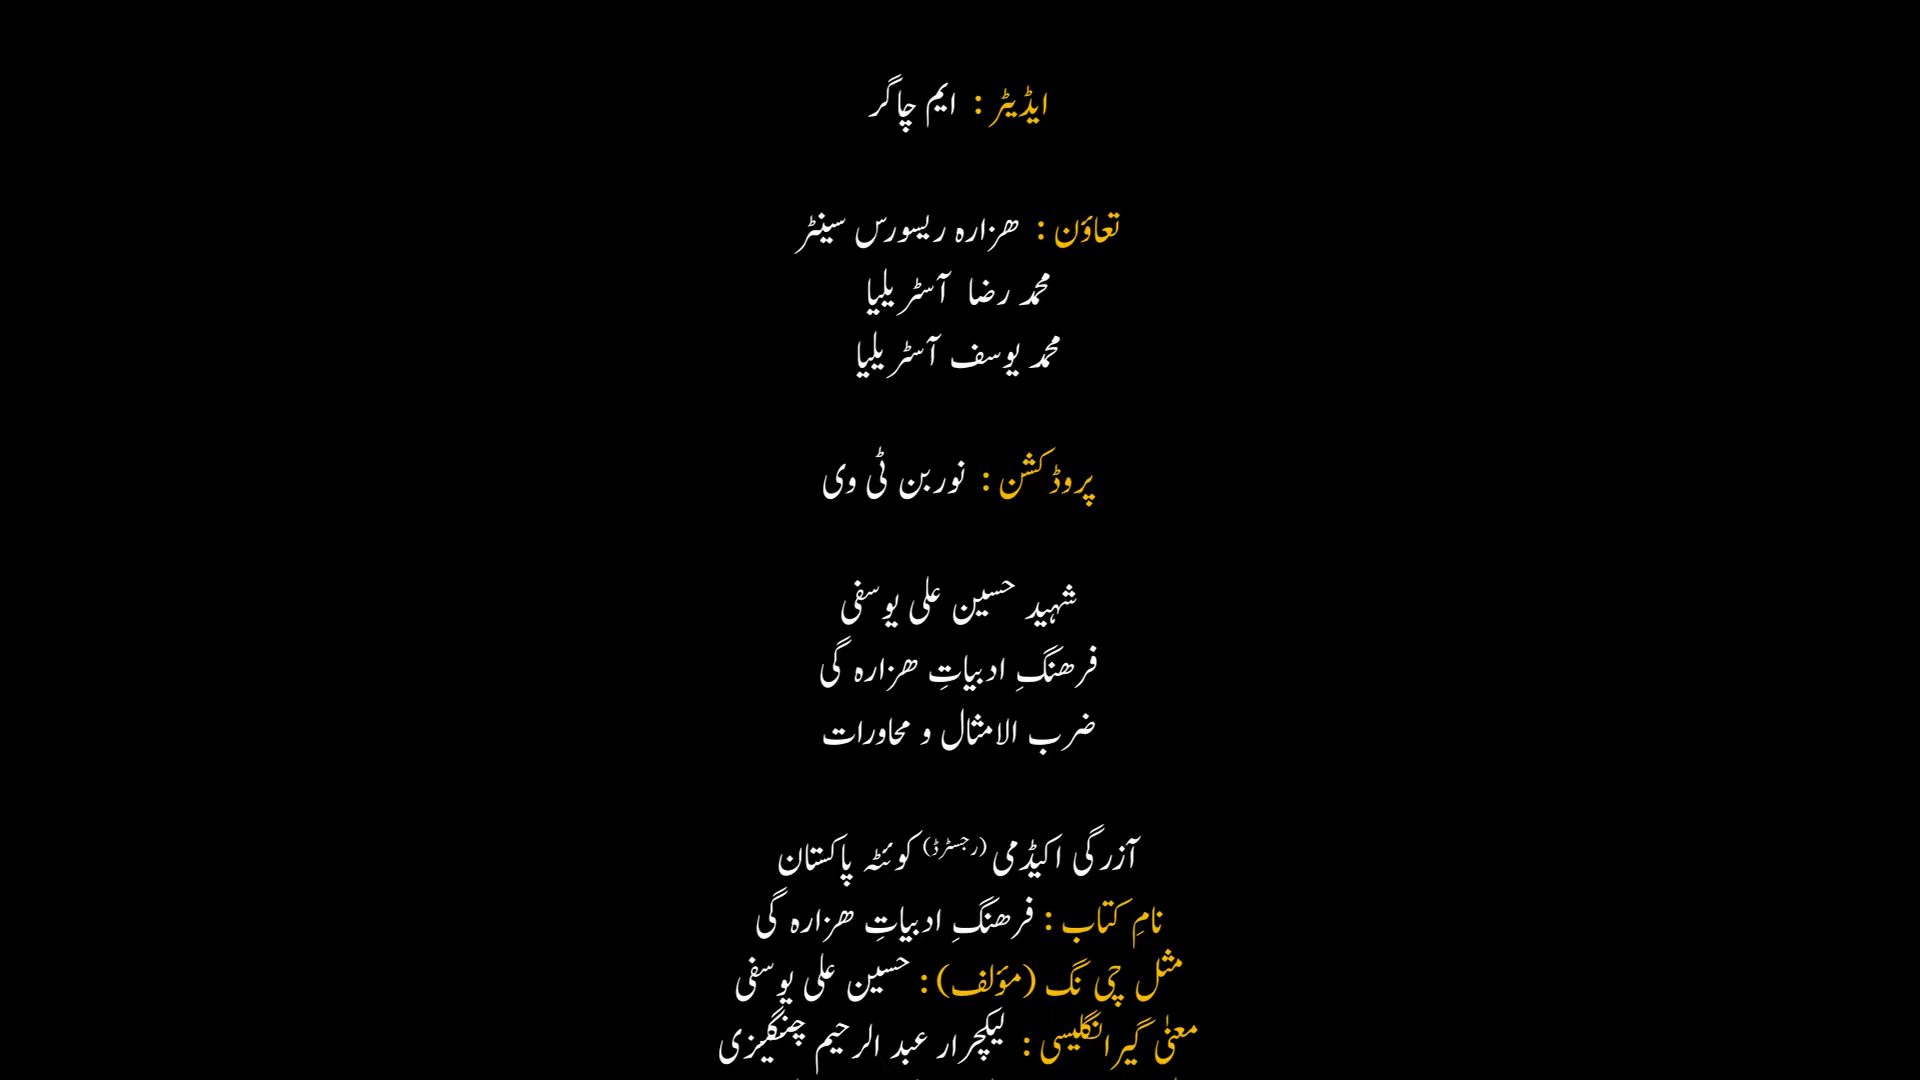 ایڈیٹر : ایم چاگر
تعاؤن : ھزارہ ریسورس سینٹر
محمد رضا آسٹریلیا
محمد یوسف آسٹریلیا
پروڈکشن : نوربن ٹی وی
شہید حسین علی یوسفی
فرھنگِ ادبیاتِ ھزارہ گی
ضرب الامثال و محاورات
آزرگی اکیڈمی (رجسٹرڈ) کوئٹہ پاکستان
نامِ کتاب : فرھنگِ ادبیاتِ ھزارہ گی
مثل چی نگ (مؤلف) : حسین علی یوسفی
معنٰی گیر انگلیسی : لیکچرار عبد الرحیم چنگیزی